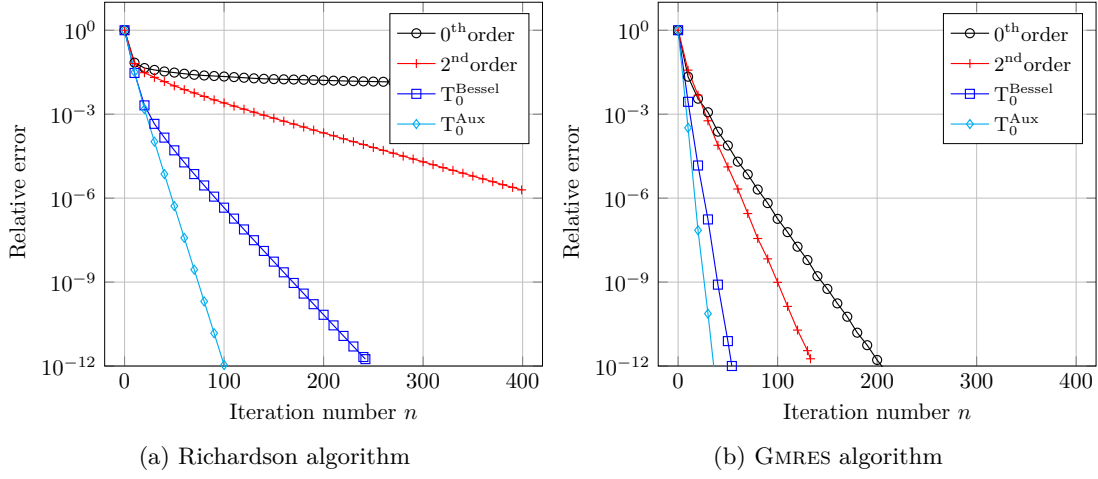 10^0
10^−3
10^−6
10^−9
10^−12
Relative error
0
100
200
300
400
Iteration number n
0^th order
2^nd order
T_0^Bessel
T_0^Aux
(a) Richardson algorithm
10^0
10^−3
10^−6
10^−9
10^−12
Relative error
0
100
200
300
400
Iteration number n
0^th order
2^nd order
T_0^Bessel
T_0^Aux
(b) GMRES algorithm